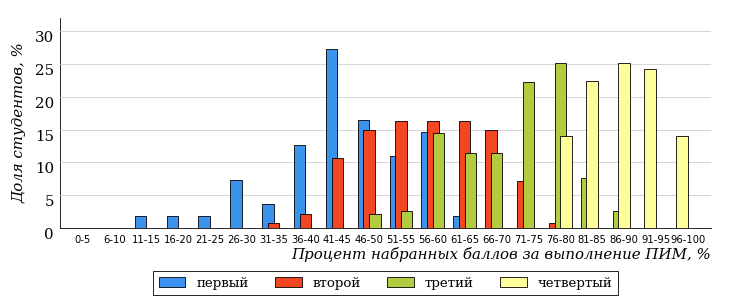 Доля студентов, %
30
25
20
15
10
5
0
0-5 6-10 11-15 16-20 21-25 26-30 31-35 36-40 41-45 46-50 51-55 56-60 61-65 66-70 71-75 76-80 81-85 86-90 91-95 96-100
Процент набранных баллов за выполнение ПИМ, %
первый второй третий четвертый